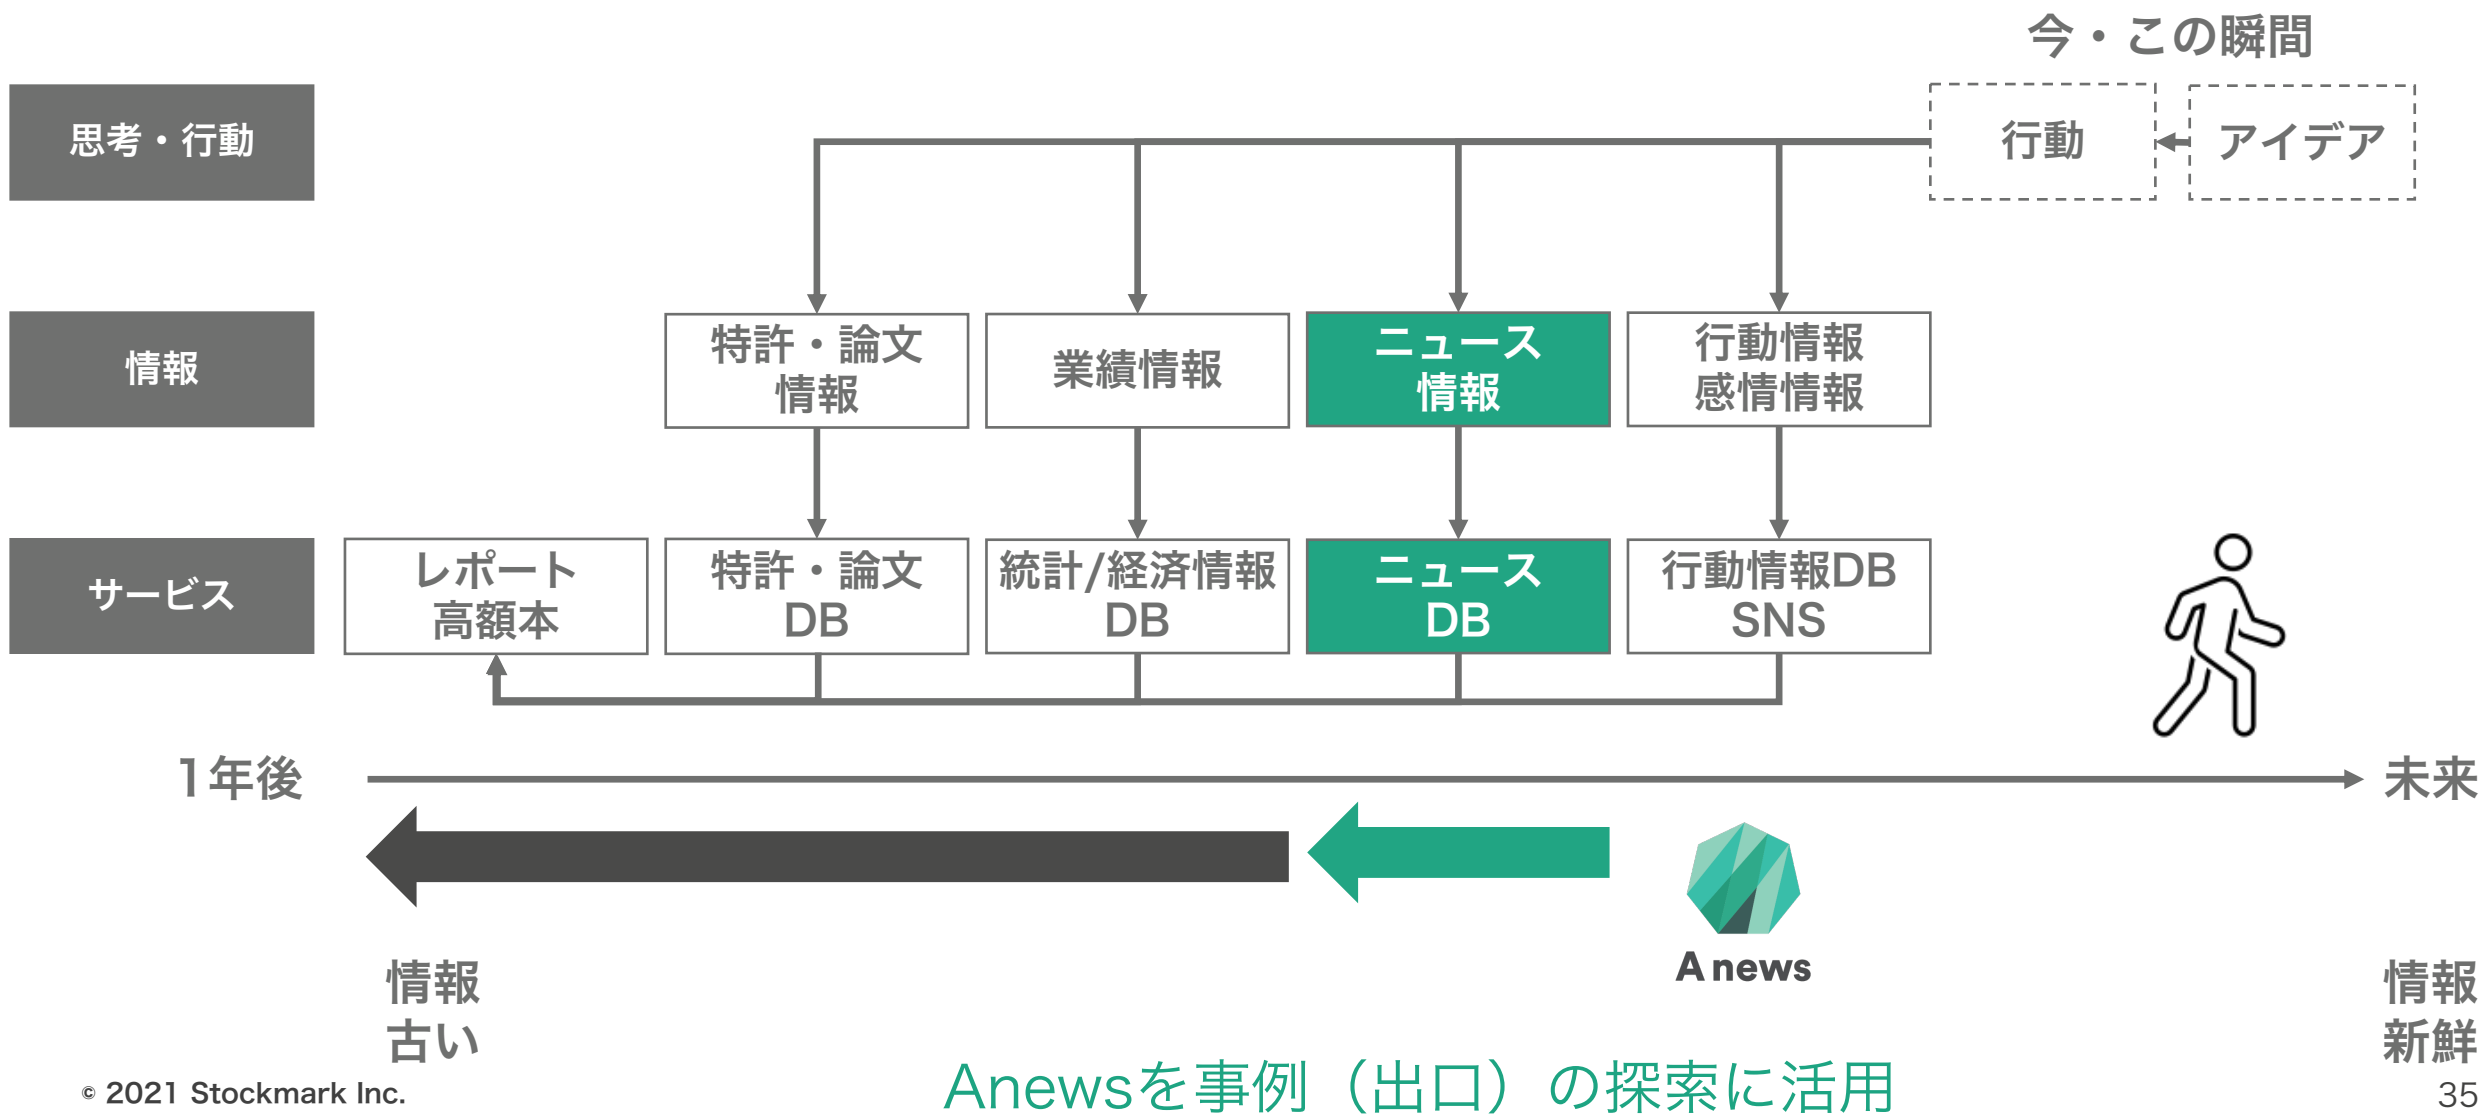 今・この瞬間
思考・行動
行動
アイデア
情報
特許・論文
情報
業績情報
ニュース
情報
行動情報
感情情報
サービス
レポート
高額本
特許・論文
DB
統計/経済情報
DB
ニュース
DB
行動情報DB
SNS
1年後
未来
A news
情報
古い
情報
新鮮
Anewsを事例（出口）の探索に活用
© 2021 Stockmark Inc.
35